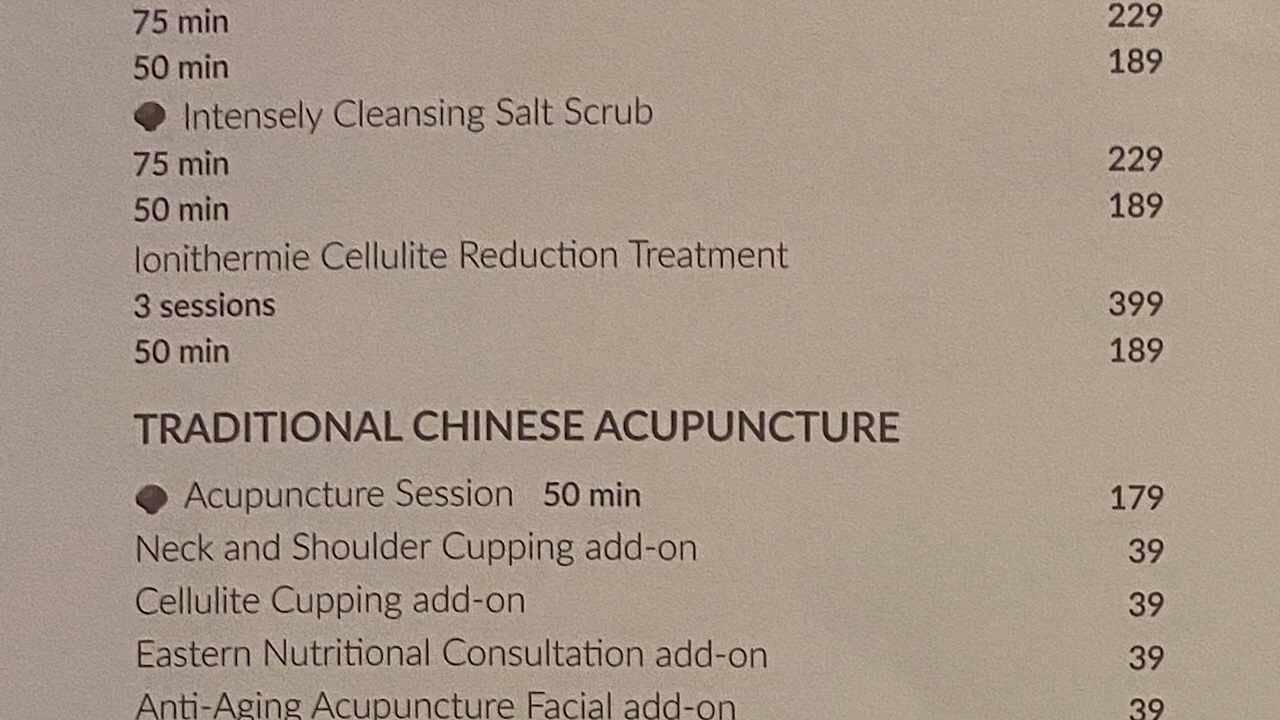 75 min 229
50 min 189
Intensely Cleansing Salt Scrub
75 min 229
50 min 189
Ionithermie Cellulite Reduction Treatment
3 sessions 399
50 min 189
TRADITIONAL CHINESE ACUPUNCTURE
Acupuncture Session 50 min 179
Neck and Shoulder Cupping add-on 39
Cellulite Cupping add-on 39
Eastern Nutritional Consultation add-on 39
Anti-Aging Acupuncture Facial add-on 39